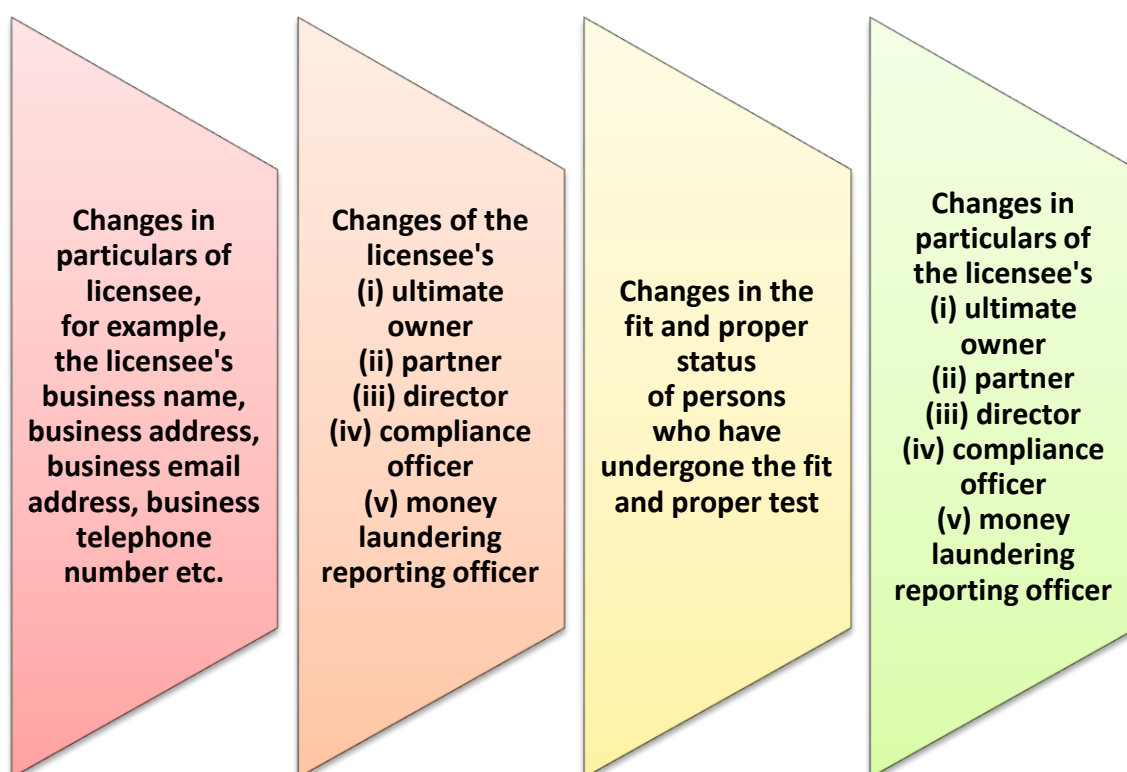 Changes in
particulars of
licensee,
for example,
the licensee's
business name,
business address,
business email
address, business
telephone
number etc.
Changes of the
licensee's
(i) ultimate
owner
(ii) partner
(iii) director
(iv) compliance
officer
(v) money
laundering
reporting officer
Changes in the
fit and proper
status
of persons
who have
undergone the fit
and proper test
Changes in
particulars of
the licensee's
(i) ultimate
owner
(ii) partner
(iii) director
(iv) compliance
officer
(v) money
laundering
reporting officer